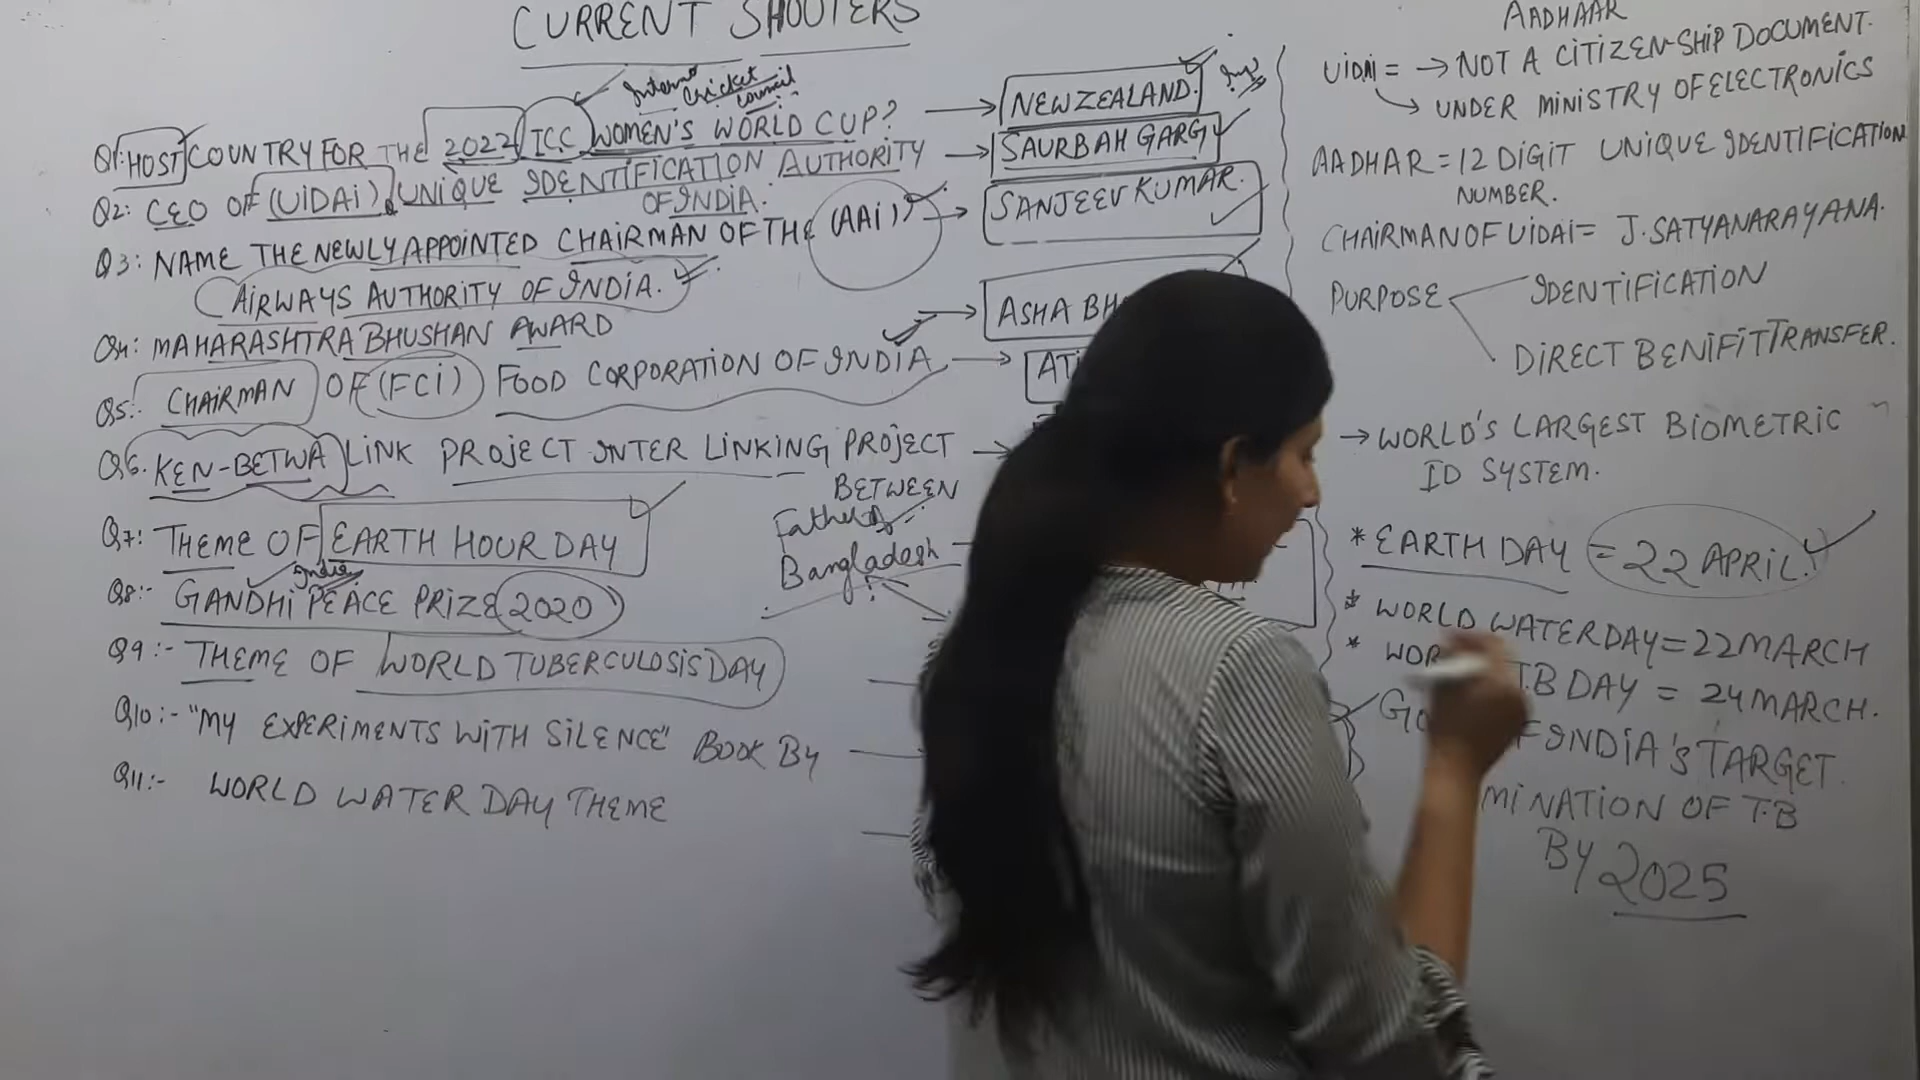 CURRENT SHOOTERS
Q1: HOST COUNTRY FOR THE 2022 ICC WOMEN'S WORLD CUP? → NEWZEALAND.
Cricket
council
Q2: CEO OF (UiDAi) UNIQUE IDENTIFICATION AUTHORITY → SAURBAH GARG
OF INDIA.
Q3: NAME THE NEWLY APPOINTED CHAIRMAN OF THE (AAi) → SANJEEV KUMAR.
AIRWAYS AUTHORITY OF INDIA.
Q4: MAHARASHTRA BHUSHAN AWARD → ASHA BH
Q5:- CHAIRMAN OF (FCi) FOOD CORPORATION OF INDIA → AT
Q6. KEN-BETWA LINK PROJECT INTER LINKING PROJECT →
BETWEEN
Q7: THEME OF EARTH HOUR DAY
Father of
Bangladesh
India
Q8:- GANDHI PEACE PRIZE 2020
Q9:- THEME OF WORLD TUBERCULOSIS DAY
Q10:- "MY EXPERIMENTS WITH SILENCE" BOOK BY
Q11:- WORLD WATER DAY THEME
AADHAAR
UiDAi = → NOT A CITIZENSHIP DOCUMENT.
→ UNDER MINISTRY OF ELECTRONICS
AADHAR = 12 DIGIT UNIQUE IDENTIFICATION
NUMBER.
CHAIRMAN OF UiDAI = J. SATYANARAYANA.
PURPOSE IDENTIFICATION
DIRECT BENIFIT TRANSFER.
→ WORLD'S LARGEST BIOMETRIC
ID SYSTEM.
* EARTH DAY = 22 APRIL.
* WORLD WATER DAY = 22 MARCH
* WOR T.B DAY = 24 MARCH.
GO F INDIA'S TARGET
MINATION OF T.B
BY 2025